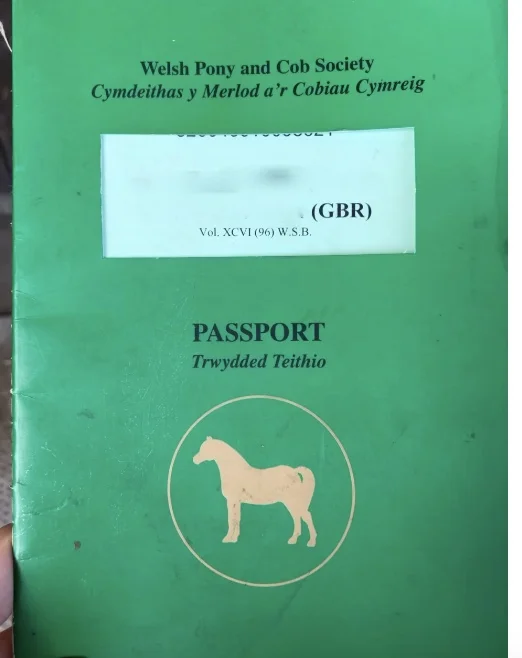 Welsh Pony and Cob Society
Cymdeithas y Merlod a'r Cobiau Cymreig
(GBR)
Vol. XCVI (96) W.S.B.
PASSPORT
Trwydded Teithio